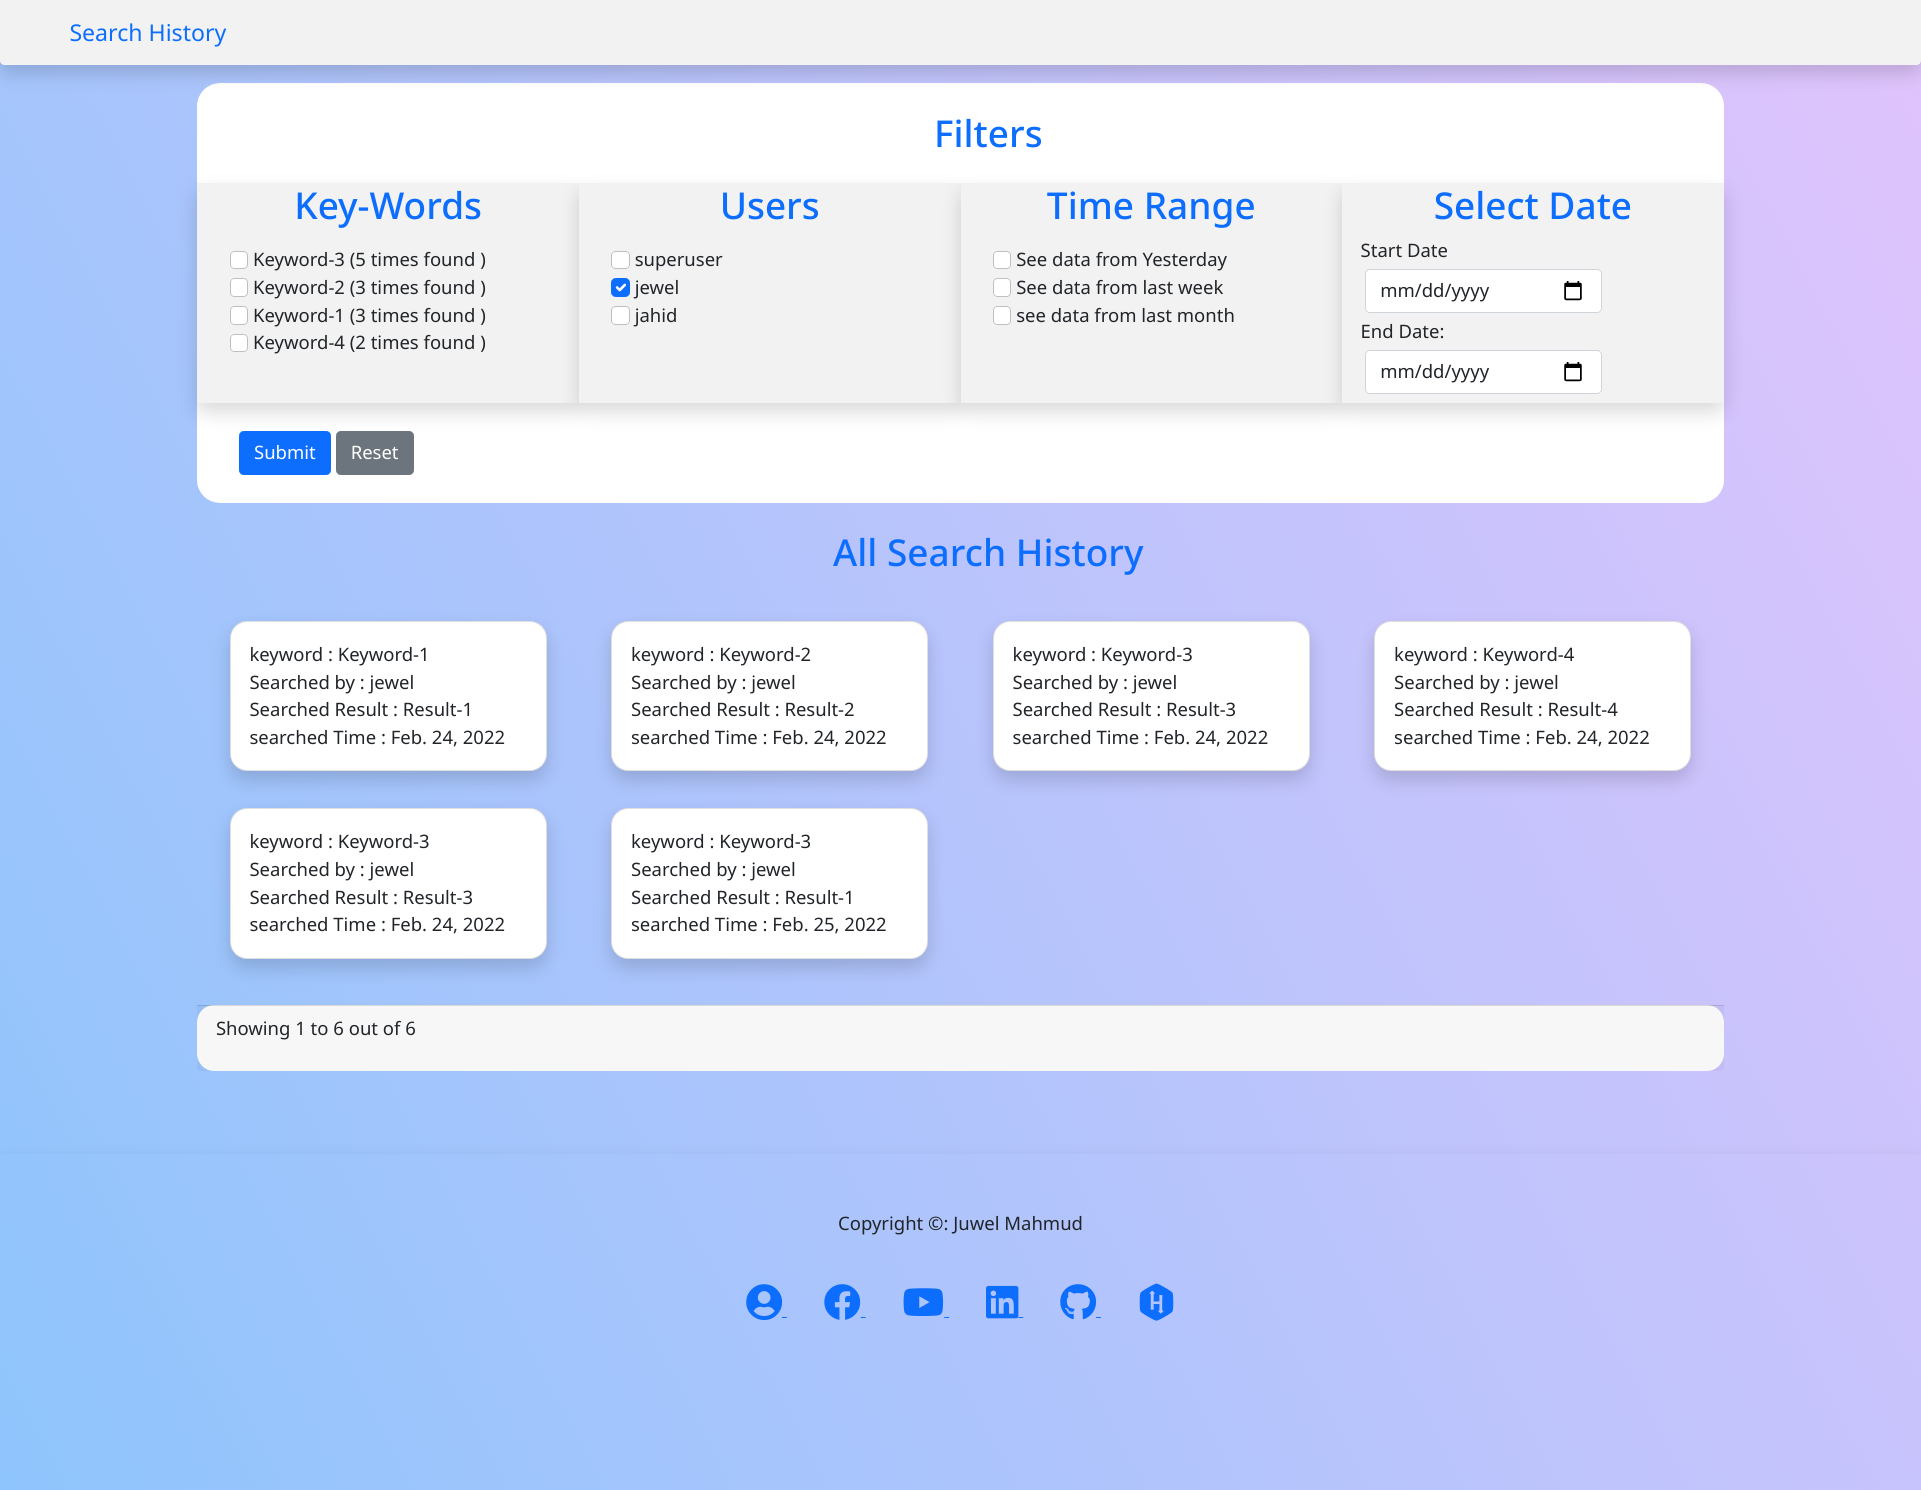 Search History
Filters
Key-Words
Keyword-3 (5 times found )
Keyword-2 (3 times found )
Keyword-1 (3 times found )
Keyword-4 (2 times found )
Users
superuser
jewel
jahid
Time Range
See data from Yesterday
See data from last week
see data from last month
Select Date
Start Date
mm/dd/yyyy
End Date:
mm/dd/yyyy
Submit
Reset
All Search History
keyword : Keyword-1
Searched by : jewel
Searched Result : Result-1
searched Time : Feb. 24, 2022
keyword : Keyword-2
Searched by : jewel
Searched Result : Result-2
searched Time : Feb. 24, 2022
keyword : Keyword-3
Searched by : jewel
Searched Result : Result-3
searched Time : Feb. 24, 2022
keyword : Keyword-4
Searched by : jewel
Searched Result : Result-4
searched Time : Feb. 24, 2022
keyword : Keyword-3
Searched by : jewel
Searched Result : Result-3
searched Time : Feb. 24, 2022
keyword : Keyword-3
Searched by : jewel
Searched Result : Result-1
searched Time : Feb. 25, 2022
Showing 1 to 6 out of 6
Copyright ©: Juwel Mahmud